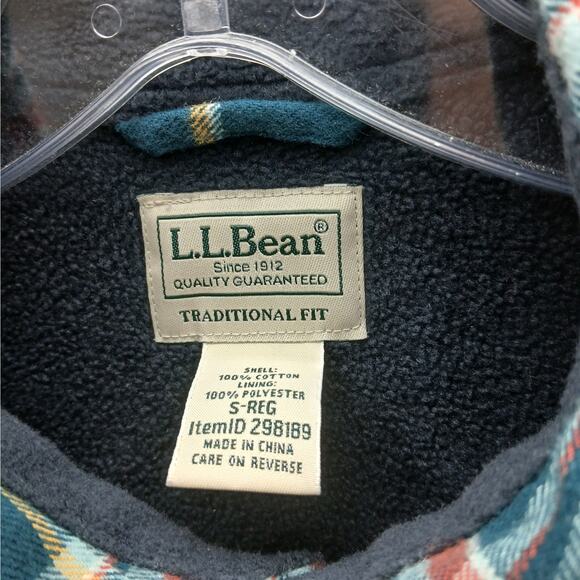 L.L.Bean®
Since 1912
QUALITY GUARANTEED
TRADITIONAL FIT
SHELL:
100% COTTON
LINING:
100% POLYESTER
S-REG
ItemID 298189
MADE IN CHINA
CARE ON REVERSE